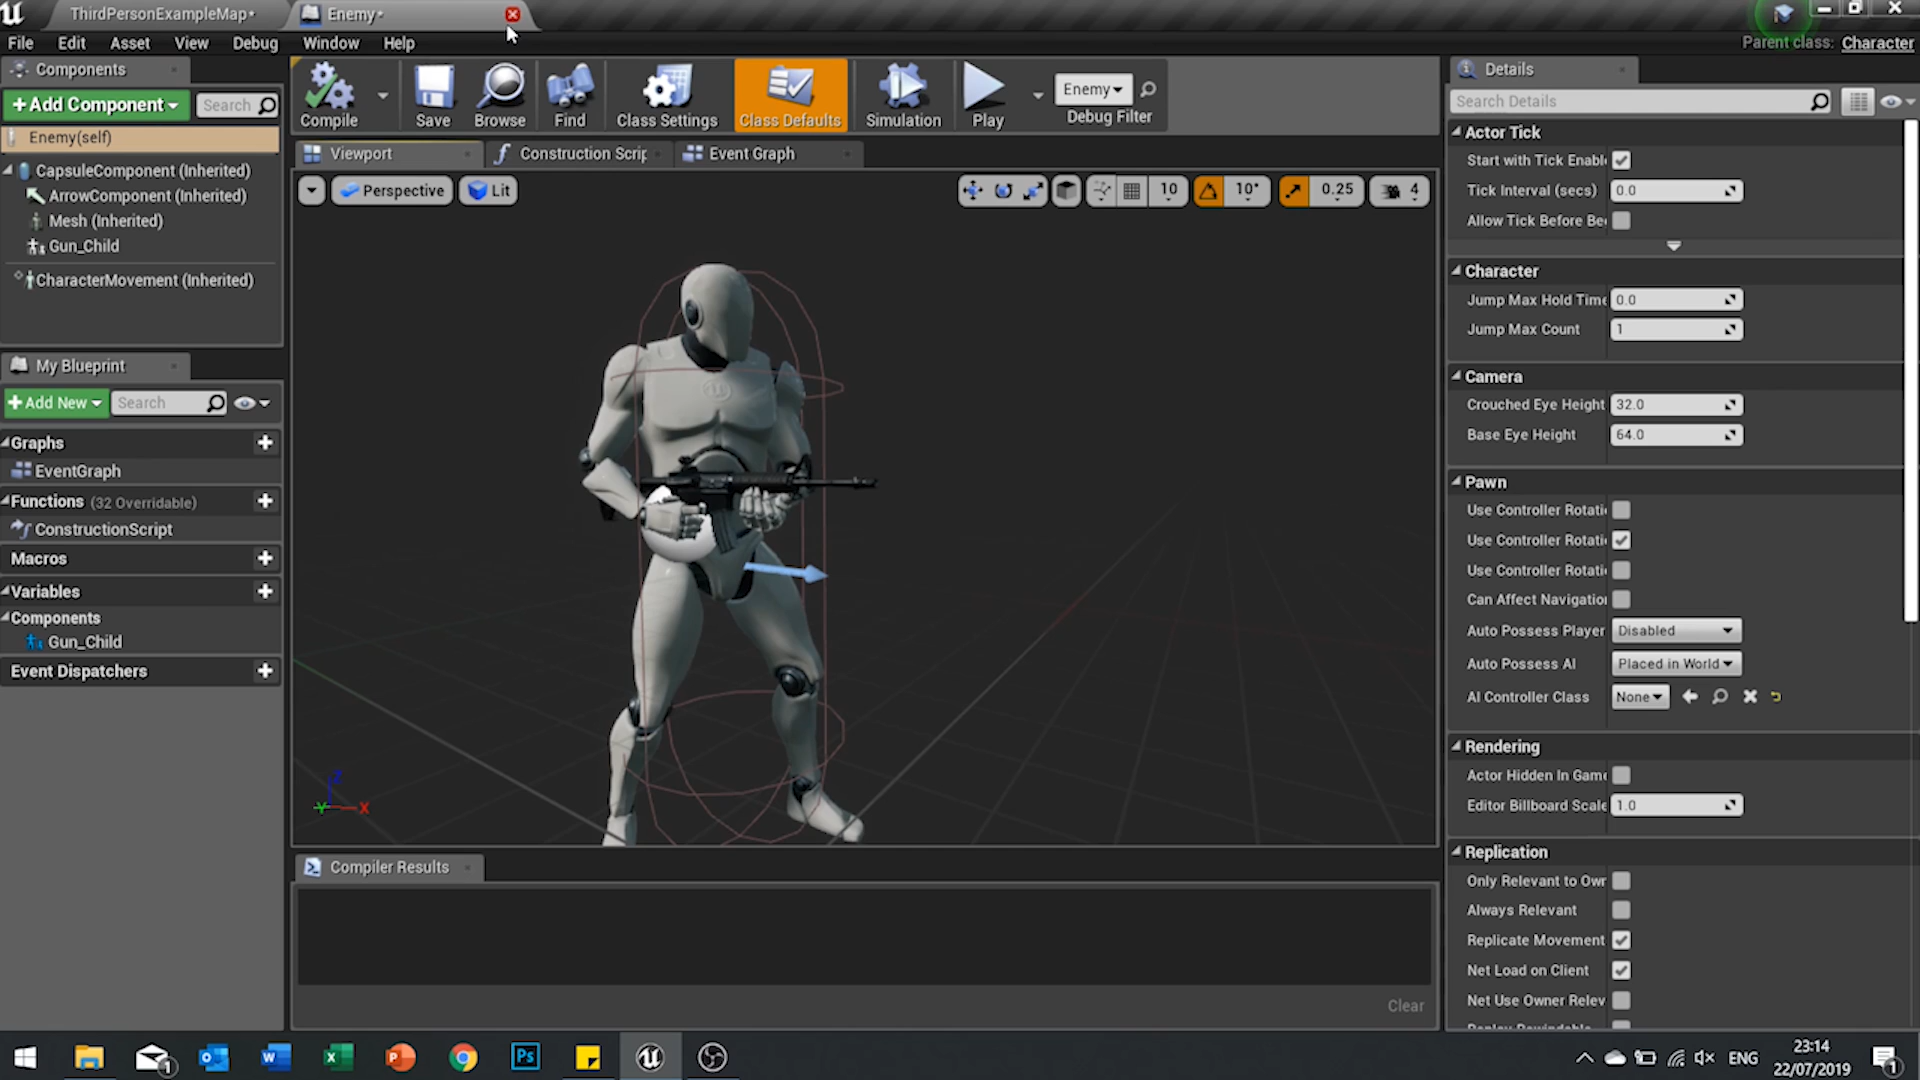 ThirdPersonExampleMap*
Enemy*
File Edit Asset View Debug Window Help
Parent class: Character
Components
+Add Component
Search
Enemy(self)
CapsuleComponent (Inherited)
ArrowComponent (Inherited)
Mesh (Inherited)
Gun_Child
CharacterMovement (Inherited)
My Blueprint
+Add New
Search
Graphs
EventGraph
Functions (32 Overridable)
ConstructionScript
Macros
Variables
Components
Gun_Child
Event Dispatchers
Compile
Save
Browse
Find
Class Settings
Class Defaults
Simulation
Play
Enemy
Debug Filter
Viewport
Construction Scrip
Event Graph
Perspective
Lit
10
10°
0.25
4
Z
Y
X
Compiler Results
Clear
Details
Search Details
Actor Tick
Start with Tick Enabl
Tick Interval (secs) 0.0
Allow Tick Before Be
Character
Jump Max Hold Time 0.0
Jump Max Count 1
Camera
Crouched Eye Height 32.0
Base Eye Height 64.0
Pawn
Use Controller Rotati
Use Controller Rotati
Use Controller Rotati
Can Affect Navigation
Auto Possess Player Disabled
Auto Possess AI Placed in World
AI Controller Class None
Rendering
Actor Hidden In Game
Editor Billboard Scale 1.0
Replication
Only Relevant to Owr
Always Relevant
Replicate Movement
Net Load on Client
Net Use Owner Relev
1
Ps
ENG
23:14
22/07/2019
1